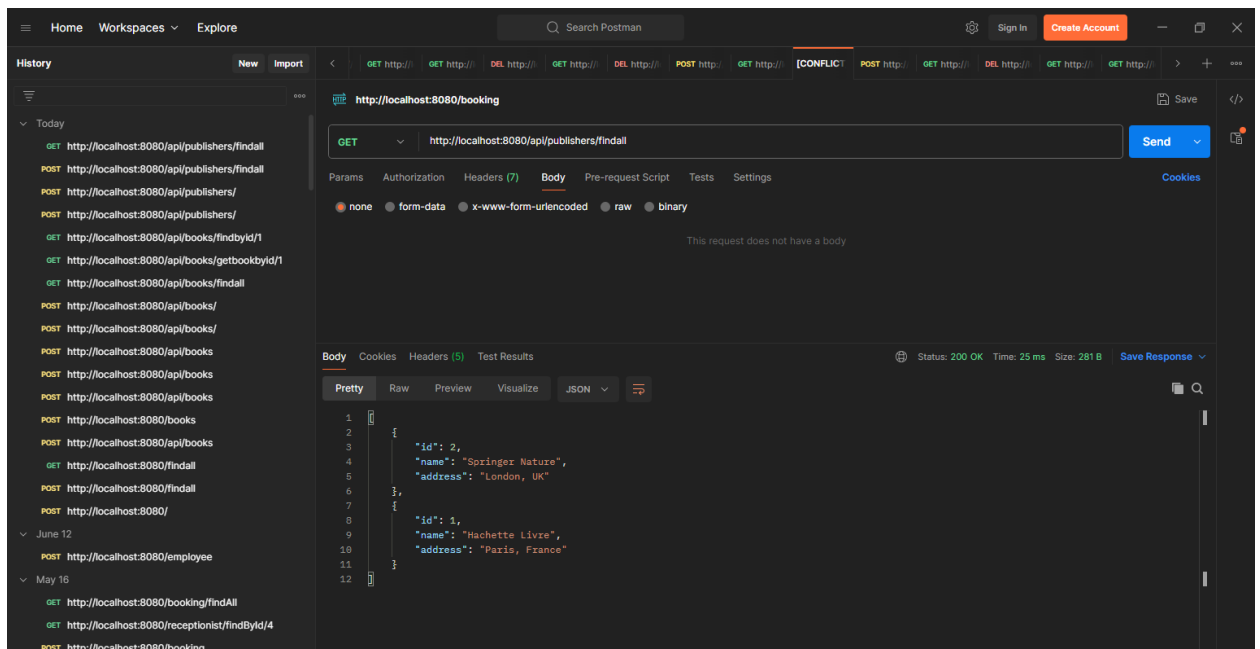 Home Workspaces Explore Search Postman Sign In Create Account
History New Import GET http:// GET http:// DEL http:// GET http:// DEL http:// POST http: GET http:// [CONFLICT POST http: GET http:// DEL http:// GET http:// GET http://
HTTP http://localhost:8080/booking Save </>
Today
GET http://localhost:8080/api/publishers/findall
POST http://localhost:8080/api/publishers/findall
POST http://localhost:8080/api/publishers/
POST http://localhost:8080/api/publishers/
GET http://localhost:8080/api/books/findbyid/1
GET http://localhost:8080/api/books/getbookbyid/1
GET http://localhost:8080/api/books/findall
POST http://localhost:8080/api/books/
POST http://localhost:8080/api/books/
POST http://localhost:8080/api/books
POST http://localhost:8080/api/books
POST http://localhost:8080/api/books
POST http://localhost:8080/books
POST http://localhost:8080/api/books
GET http://localhost:8080/findall
POST http://localhost:8080/findall
POST http://localhost:8080/
June 12
POST http://localhost:8080/employee
May 16
GET http://localhost:8080/booking/findAll
GET http://localhost:8080/receptionist/findById/4
POST http://localhost:8080/booking
GET http://localhost:8080/api/publishers/findall Send
Params Authorization Headers (7) Body Pre-request Script Tests Settings Cookies
none form-data x-www-form-urlencoded raw binary
This request does not have a body
Body Cookies Headers (5) Test Results Status: 200 OK Time: 25 ms Size: 281 B Save Response
Pretty Raw Preview Visualize JSON
1 [
2 {
3 "id": 2,
4 "name": "Springer Nature",
5 "address": "London, UK"
6 },
7 {
8 "id": 1,
9 "name": "Hachette Livre",
10 "address": "Paris, France"
11 }
12 ]